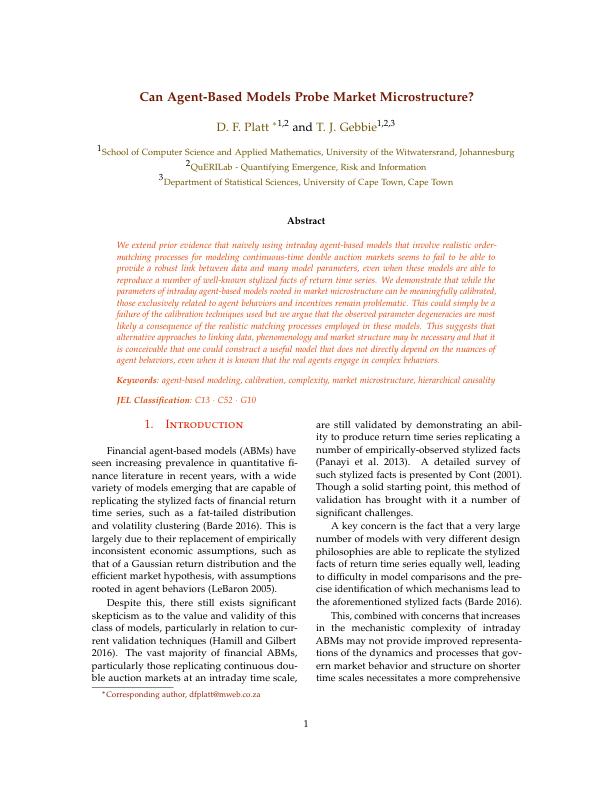 Can Agent-Based Models Probe Market Microstructure?
D. F. Platt *1,2 and T. J. Gebbie1,2,3
1School of Computer Science and Applied Mathematics, University of the Witwatersrand, Johannesburg
2QuERILab - Quantifying Emergence, Risk and Information
3Department of Statistical Sciences, University of Cape Town, Cape Town
Abstract
We extend prior evidence that naively using intraday agent-based models that involve realistic order-
matching processes for modeling continuous-time double auction markets seems to fail to be able to
provide a robust link between data and many model parameters, even when these models are able to
reproduce a number of well-known stylized facts of return time series. We demonstrate that while the
parameters of intraday agent-based models rooted in market microstructure can be meaningfully calibrated,
those exclusively related to agent behaviors and incentives remain problematic. This could simply be a
failure of the calibration techniques used but we argue that the observed parameter degeneracies are most
likely a consequence of the realistic matching processes employed in these models. This suggests that
alternative approaches to linking data, phenomenology and market structure may be necessary and that it
is conceivable that one could construct a useful model that does not directly depend on the nuances of
agent behaviors, even when it is known that the real agents engage in complex behaviors.
Keywords: agent-based modeling, calibration, complexity, market microstructure, hierarchical causality
JEL Classification: C13 · C52 · G10
1. Introduction
Financial agent-based models (ABMs) have
seen increasing prevalence in quantitative fi-
nance literature in recent years, with a wide
variety of models emerging that are capable of
replicating the stylized facts of financial return
time series, such as a fat-tailed distribution
and volatility clustering (Barde 2016). This is
largely due to their replacement of empirically
inconsistent economic assumptions, such as
that of a Gaussian return distribution and the
efficient market hypothesis, with assumptions
rooted in agent behaviors (LeBaron 2005).
Despite this, there still exists significant
skepticism as to the value and validity of this
class of models, particularly in relation to cur-
rent validation techniques (Hamill and Gilbert
2016). The vast majority of financial ABMs,
particularly those replicating continuous dou-
ble auction markets at an intraday time scale,
*Corresponding author, dfplatt@mweb.co.za
are still validated by demonstrating an abil-
ity to produce return time series replicating a
number of empirically-observed stylized facts
(Panayi et al. 2013). A detailed survey of
such stylized facts is presented by Cont (2001).
Though a solid starting point, this method of
validation has brought with it a number of
significant challenges.
A key concern is the fact that a very large
number of models with very different design
philosophies are able to replicate the stylized
facts of return time series equally well, leading
to difficulty in model comparisons and the pre-
cise identification of which mechanisms lead to
the aforementioned stylized facts (Barde 2016).
This, combined with concerns that increases
in the mechanistic complexity of intraday
ABMs may not provide improved representa-
tions of the dynamics and processes that gov-
ern market behavior and structure on shorter
time scales necessitates a more comprehensive
1